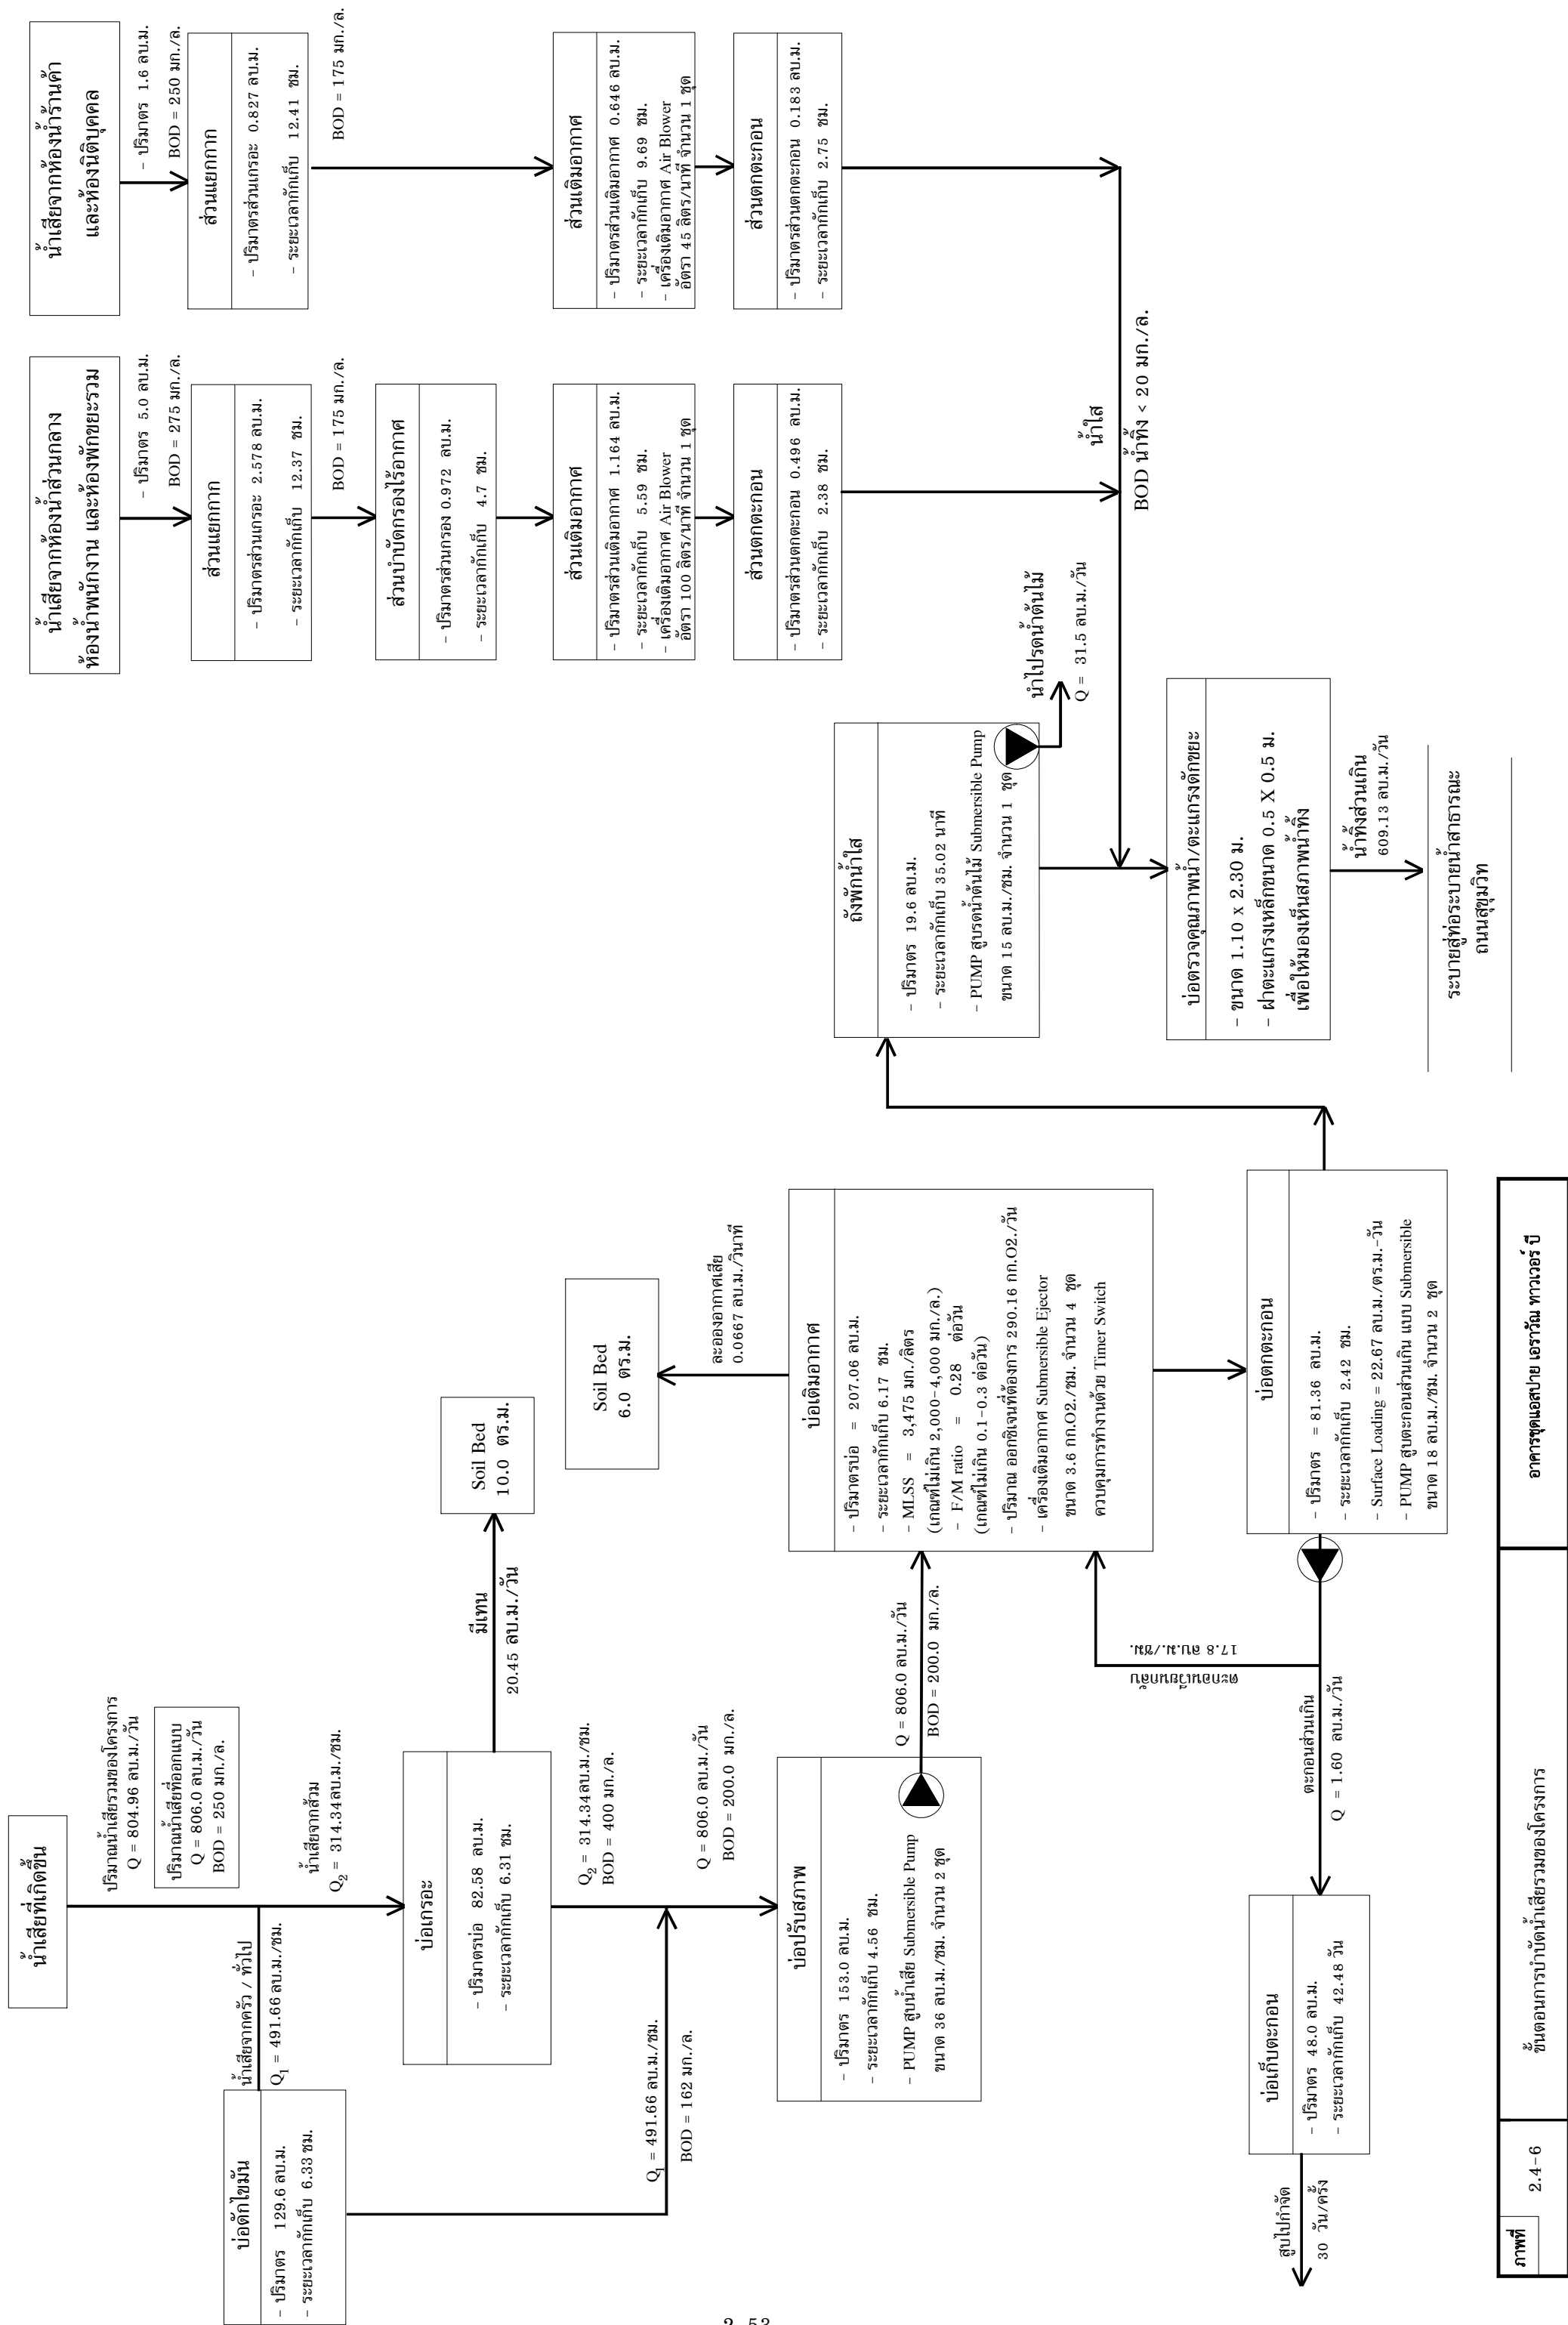 น้ำเสียที่เกิดขึ้น
ปริมาณน้ำเสียรวมของโครงการ
Q = 804.96 ลบ.ม./วัน
ปริมาณน้ำเสียที่ออกแบบ
Q = 806.0 ลบ.ม./วัน
BOD = 250 มก./ล.
น้ำเสียจากครัว / ทั่วไป
Q1 = 491.66 ลบ.ม./ชม.
น้ำเสียจากส้วม
Q2 = 314.34ลบ.ม./ชม.
บ่อดักไขมัน
- ปริมาตร 129.6 ลบ.ม.
- ระยะเวลากักเก็บ 6.33 ชม.
บ่อเกรอะ
- ปริมาตรบ่อ 82.58 ลบ.ม.
- ระยะเวลากักเก็บ 6.31 ชม.
มีเทน
20.45 ลบ.ม./วัน
Soil Bed
10.0 ตร.ม.
Q2 = 314.34ลบ.ม./ชม.
BOD = 400 มก./ล.
Q1 = 491.66 ลบ.ม./ชม.
BOD = 162 มก./ล.
Q = 806.0 ลบ.ม./วัน
BOD = 200.0 มก./ล.
บ่อปรับสภาพ
- ปริมาตร 153.0 ลบ.ม.
- ระยะเวลากักเก็บ 4.56 ชม.
- PUMP สูบน้ำเสีย Submersible Pump
ขนาด 36 ลบ.ม./ชม. จำนวน 2 ชุด
Q = 806.0 ลบ.ม./วัน
BOD = 200.0 มก./ล.
Soil Bed
6.0 ตร.ม.
ละอองอากาศเสีย
0.0667 ลบ.ม./วินาที
บ่อเติมอากาศ
- ปริมาตรบ่อ = 207.06 ลบ.ม.
- ระยะเวลากักเก็บ 6.17 ชม.
- MLSS = 3,475 มก./ลิตร
(เกณฑ์ไม่เกิน 2,000-4,000 มก./ล.)
- F/M ratio = 0.28 ต่อวัน
(เกณฑ์ไม่เกิน 0.1-0.3 ต่อวัน)
- ปริมาณ ออกซิเจนที่ต้องการ 290.16 กก.O2./วัน
- เครื่องเติมอากาศ Submersible Ejector
ขนาด 3.6 กก.O2./ชม. จำนวน 4 ชุด
ควบคุมการทำงานด้วย Timer Switch
ตะกอนเวียนกลับ
17.8 ลบ.ม./ชม.
บ่อตกตะกอน
- ปริมาตร = 81.36 ลบ.ม.
- ระยะเวลากักเก็บ 2.42 ชม.
- Surface Loading = 22.67 ลบ.ม./ตร.ม.-วัน
- PUMP สูบตะกอนส่วนเกิน แบบ Submersible
ขนาด 18 ลบ.ม./ชม. จำนวน 2 ชุด
ตะกอนส่วนเกิน
Q = 1.60 ลบ.ม./วัน
บ่อเก็บตะกอน
- ปริมาตร 48.0 ลบ.ม.
- ระยะเวลากักเก็บ 42.48 วัน
สูบไปกำจัด
30 วัน/ครั้ง
น้ำเสียจากห้องน้ำส่วนกลาง
ห้องน้ำพนักงาน และห้องพักขยะรวม
- ปริมาตร 5.0 ลบ.ม.
BOD = 275 มก./ล.
ส่วนแยกกาก
- ปริมาตรส่วนเกรอะ 2.578 ลบ.ม.
- ระยะเวลากักเก็บ 12.37 ชม.
BOD = 175 มก./ล.
ส่วนบำบัดกรองไร้อากาศ
- ปริมาตรส่วนกรอง 0.972 ลบ.ม.
- ระยะเวลากักเก็บ 4.7 ชม.
ส่วนเติมอากาศ
- ปริมาตรส่วนเติมอากาศ 1.164 ลบ.ม.
- ระยะเวลากักเก็บ 5.59 ชม.
- เครื่องเติมอากาศ Air Blower
อัตรา 100 ลิตร/นาที จำนวน 1 ชุด
ส่วนตกตะกอน
- ปริมาตรส่วนตกตะกอน 0.496 ลบ.ม.
- ระยะเวลากักเก็บ 2.38 ชม.
น้ำเสียจากห้องน้ำร้านค้า
และห้องนิติบุคคล
- ปริมาตร 1.6 ลบ.ม.
BOD = 250 มก./ล.
ส่วนแยกกาก
- ปริมาตรส่วนเกรอะ 0.827 ลบ.ม.
- ระยะเวลากักเก็บ 12.41 ชม.
BOD = 175 มก./ล.
ส่วนเติมอากาศ
- ปริมาตรส่วนเติมอากาศ 0.646 ลบ.ม.
- ระยะเวลากักเก็บ 9.69 ชม.
- เครื่องเติมอากาศ Air Blower
อัตรา 45 ลิตร/นาที จำนวน 1 ชุด
ส่วนตกตะกอน
- ปริมาตรส่วนตกตะกอน 0.183 ลบ.ม.
- ระยะเวลากักเก็บ 2.75 ชม.
น้ำใส
BOD น้ำทิ้ง < 20 มก./ล.
ถังพักน้ำใส
- ปริมาตร 19.6 ลบ.ม.
- ระยะเวลากักเก็บ 35.02 นาที
- PUMP สูบรดน้ำต้นไม้ Submersible Pump
ขนาด 15 ลบ.ม./ชม. จำนวน 1 ชุด
นำไปรดน้ำต้นไม้
Q = 31.5 ลบ.ม./วัน
บ่อตรวจคุณภาพน้ำ/ตะแกรงดักขยะ
- ขนาด 1.10 x 2.30 ม.
- ฝาตะแกรงเหล็กขนาด 0.5 X 0.5 ม.
เพื่อให้มองเห็นสภาพน้ำทิ้ง
น้ำทิ้งส่วนเกิน
609.13 ลบ.ม./วัน
ระบายสู่ท่อระบายน้ำสาธารณะ
ถนนสุขุมวิท
ภาพที่
2.4-6
ขั้นตอนการบำบัดน้ำเสียรวมของโครงการ
อาคารชุดแอสปาย เอราวัณ ทาวเวอร์ บี